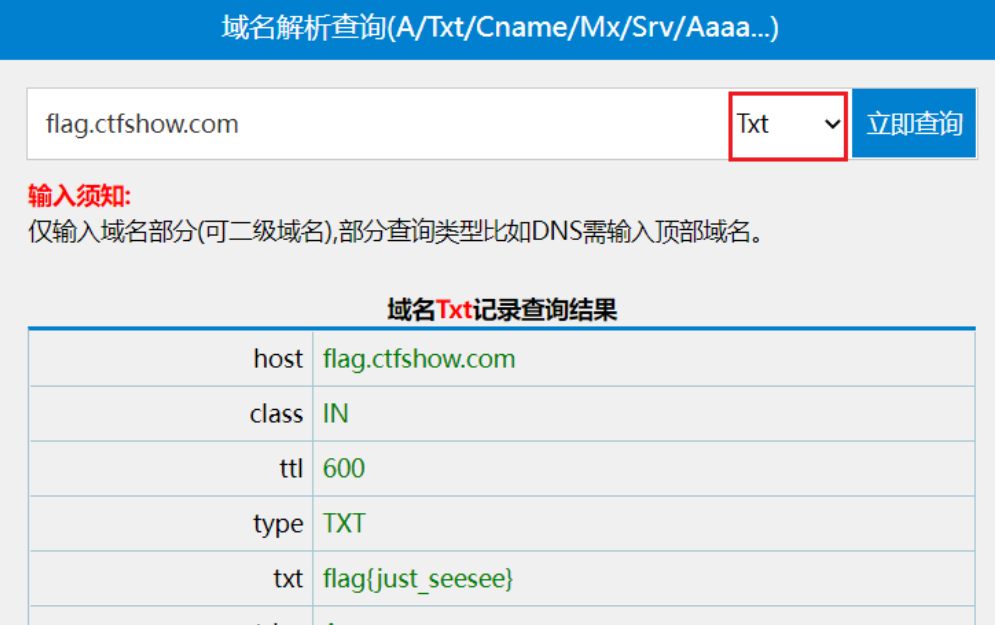 域名解析查询(A/Txt/Cname/Mx/Srv/Aaaa...)
flag.ctfshow.com
Txt
立即查询
输入须知:
仅输入域名部分(可二级域名),部分查询类型比如DNS需输入顶部域名。
域名Txt记录查询结果
host flag.ctfshow.com
class IN
ttl 600
type TXT
txt flag{just_seesee}